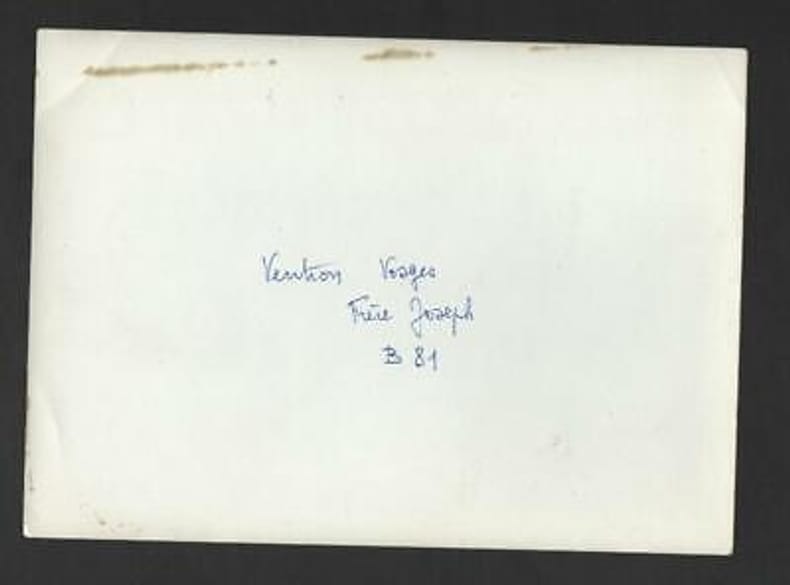 Ventron Vosges
Frère Joseph
B 81